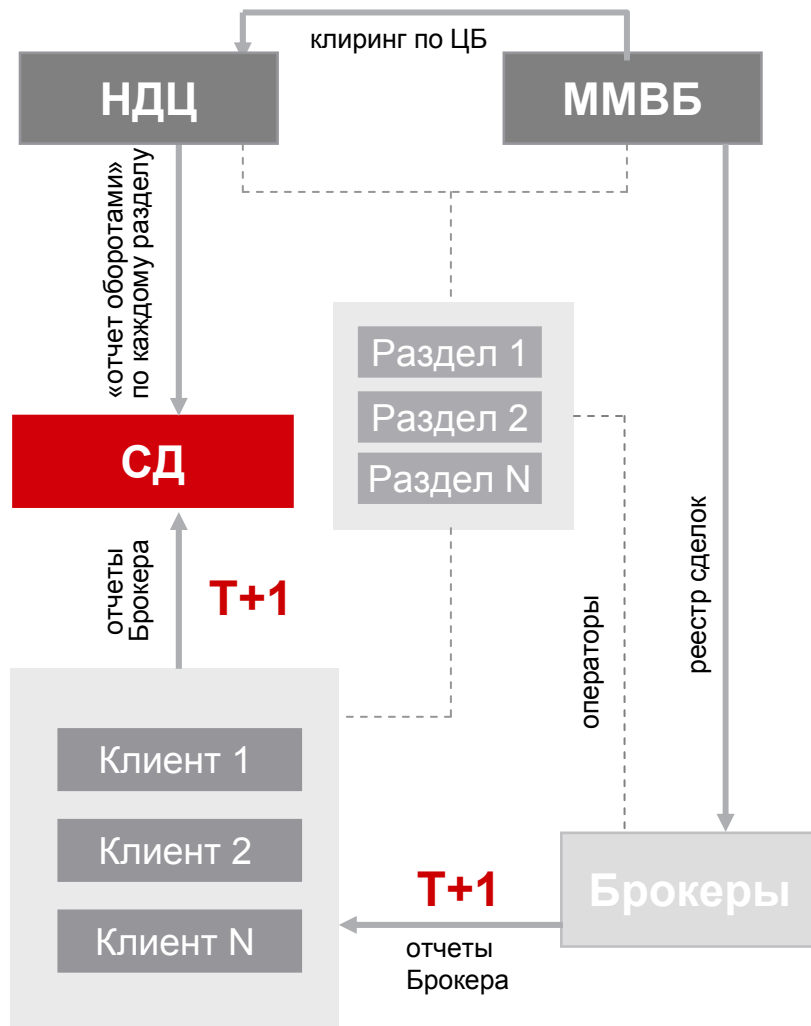 клиринг по ЦБ
НДЦ
ММВБ
«отчет оборотами»
по каждому разделу
Раздел 1
Раздел 2
Раздел N
СД
отчеты
Брокера
T+1
операторы
реестр сделок
Клиент 1
Клиент 2
Клиент N
T+1
Брокеры
отчеты
Брокера